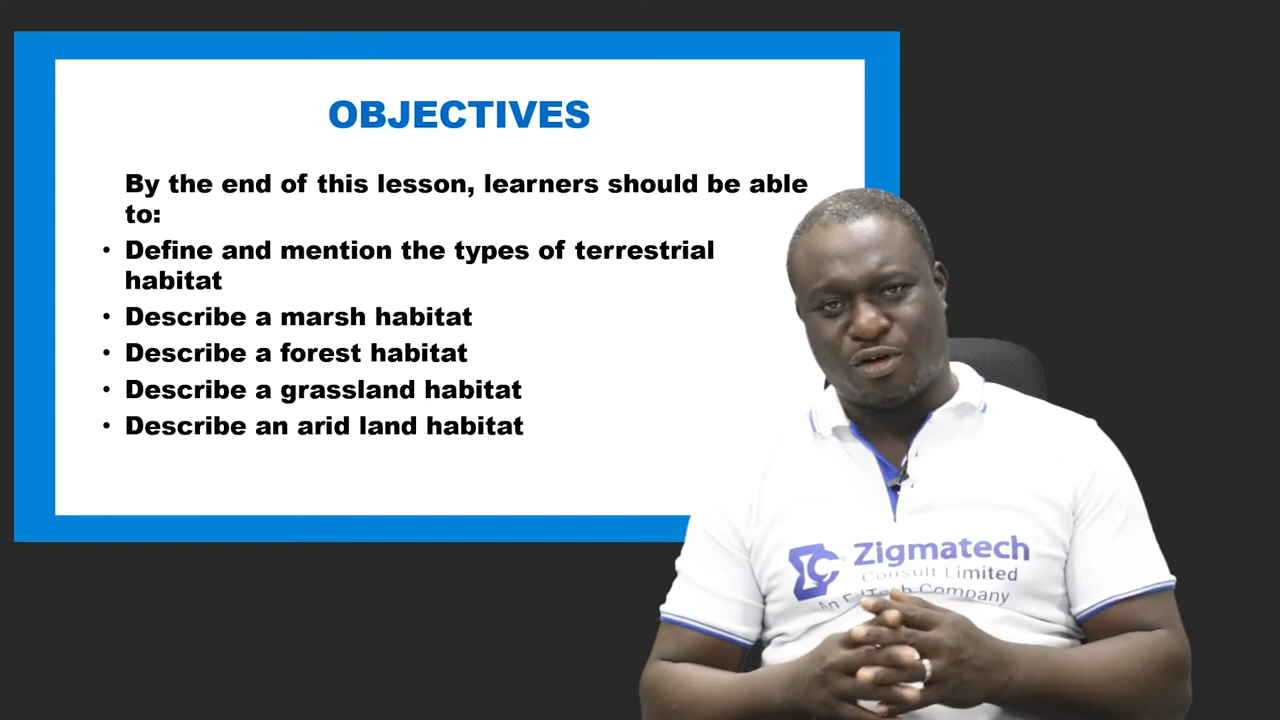 OBJECTIVES
By the end of this lesson, learners should be able
to:
• Define and mention the types of terrestrial
habitat
• Describe a marsh habitat
• Describe a forest habitat
• Describe a grassland habitat
• Describe an arid land habitat
Zigmatech
Consult Limited
An EdTech Company